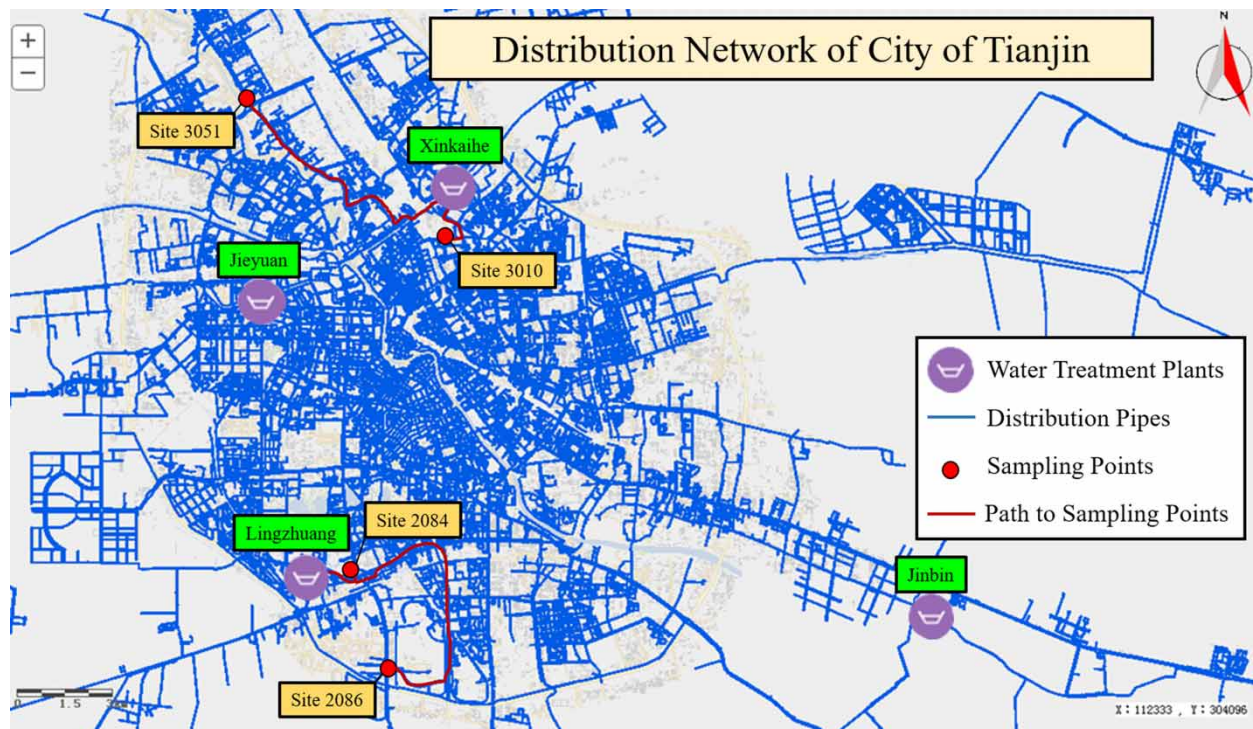 +
Distribution Network of City of Tianjin
N
−
Site 3051
Xinkaihe
Jieyuan
Site 3010
Water Treatment Plants
Distribution Pipes
Sampling Points
Path to Sampling Points
Site 2084
Lingzhuang
Jinbin
Site 2086
0 1.5
X : 112333 , Y : 304096